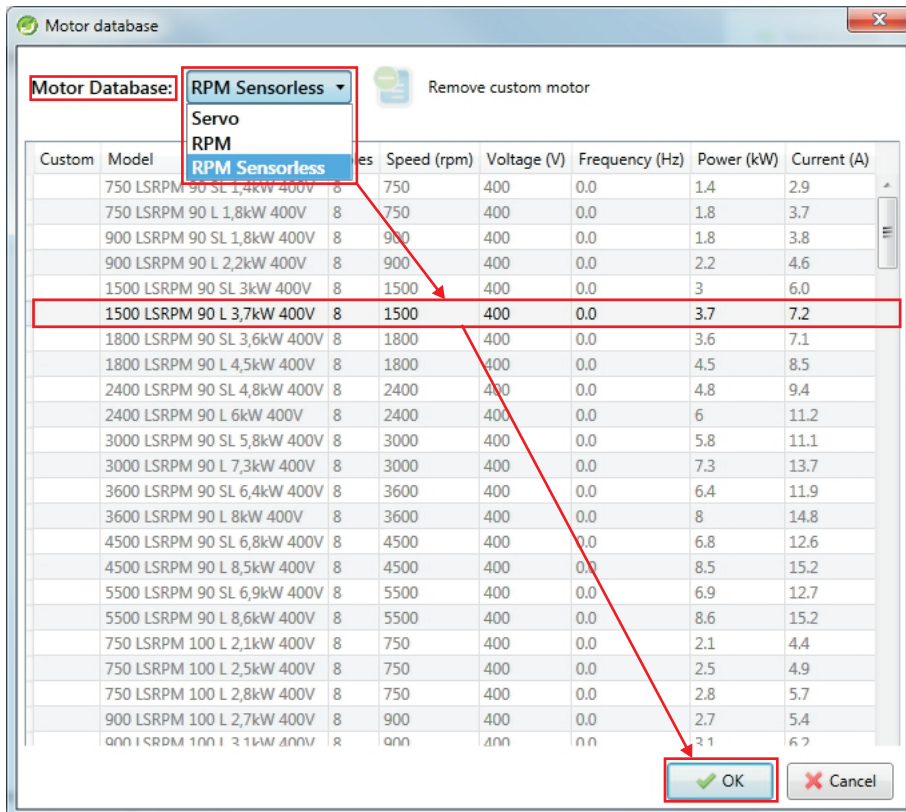 Motor database
Motor Database: RPM Sensorless Remove custom motor
Servo
RPM
RPM Sensorless
Custom Model es Speed (rpm) Voltage (V) Frequency (Hz) Power (kW) Current (A)
750 LSRPM 90 SL 1,4kW 400V 8 750 400 0.0 1.4 2.9
750 LSRPM 90 L 1,8kW 400V 8 750 400 0.0 1.8 3.7
900 LSRPM 90 SL 1,8kW 400V 8 900 400 0.0 1.8 3.8
900 LSRPM 90 L 2,2kW 400V 8 900 400 0.0 2.2 4.6
1500 LSRPM 90 SL 3kW 400V 8 1500 400 0.0 3 6.0
1500 LSRPM 90 L 3,7kW 400V 8 1500 400 0.0 3.7 7.2
1800 LSRPM 90 SL 3,6kW 400V 8 1800 400 0.0 3.6 7.1
1800 LSRPM 90 L 4,5kW 400V 8 1800 400 0.0 4.5 8.5
2400 LSRPM 90 SL 4,8kW 400V 8 2400 400 0.0 4.8 9.4
2400 LSRPM 90 L 6kW 400V 8 2400 400 0.0 6 11.2
3000 LSRPM 90 SL 5,8kW 400V 8 3000 400 0.0 5.8 11.1
3000 LSRPM 90 L 7,3kW 400V 8 3000 400 0.0 7.3 13.7
3600 LSRPM 90 SL 6,4kW 400V 8 3600 400 0.0 6.4 11.9
3600 LSRPM 90 L 8kW 400V 8 3600 400 0.0 8 14.8
4500 LSRPM 90 SL 6,8kW 400V 8 4500 400 0.0 6.8 12.6
4500 LSRPM 90 L 8,5kW 400V 8 4500 400 0.0 8.5 15.2
5500 LSRPM 90 SL 6,9kW 400V 8 5500 400 0.0 6.9 12.7
5500 LSRPM 90 L 8,6kW 400V 8 5500 400 0.0 8.6 15.2
750 LSRPM 100 L 2,1kW 400V 8 750 400 0.0 2.1 4.4
750 LSRPM 100 L 2,5kW 400V 8 750 400 0.0 2.5 4.9
750 LSRPM 100 L 2,8kW 400V 8 750 400 0.0 2.8 5.7
900 LSRPM 100 L 2,7kW 400V 8 900 400 0.0 2.7 5.4
900 LSRPM 100 L 3,1kW 400V 8 900 400 0.0 3.1 6.2
OK Cancel